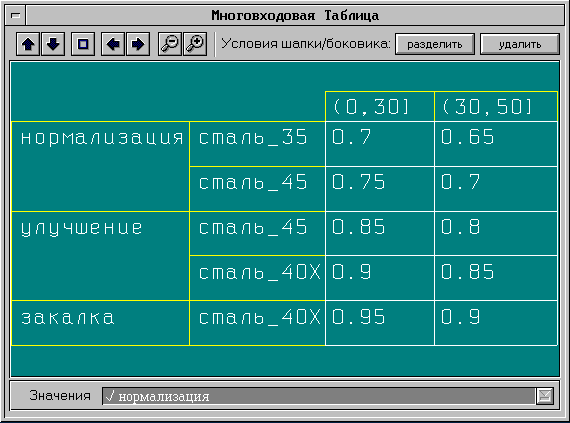 Многовходовая Таблица
Условия шапки/боковика: разделить удалить
(0,30] (30,50]
нормализация сталь_35 0.7 0.65
сталь_45 0.75 0.7
улучшение сталь_45 0.85 0.8
сталь_40Х 0.9 0.85
закалка сталь_40Х 0.95 0.9
Значения √ нормализация